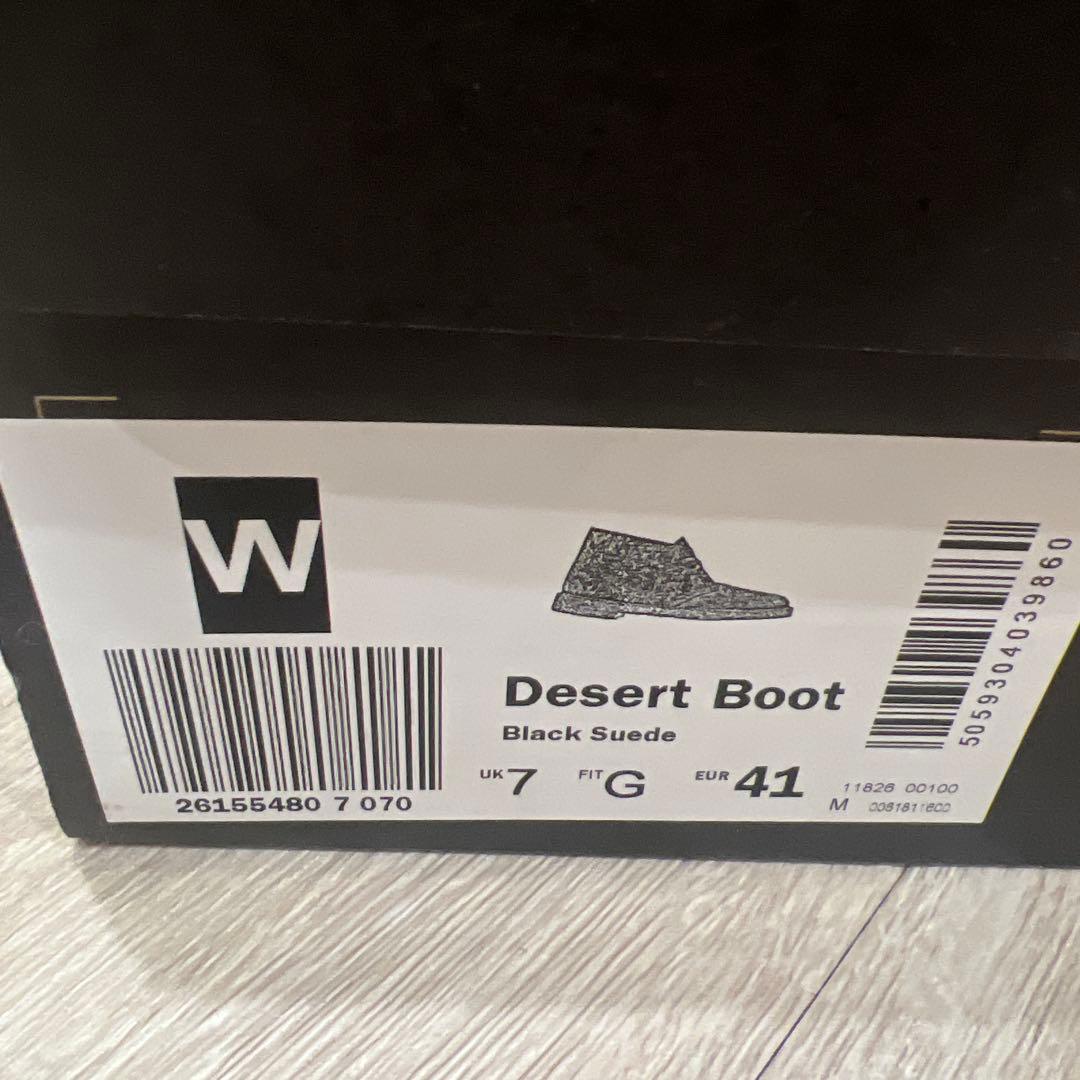 W
26155480 7 070
Desert Boot
Black Suede
UK 7 FIT G EUR 41
11826 00100
M
5059304039860